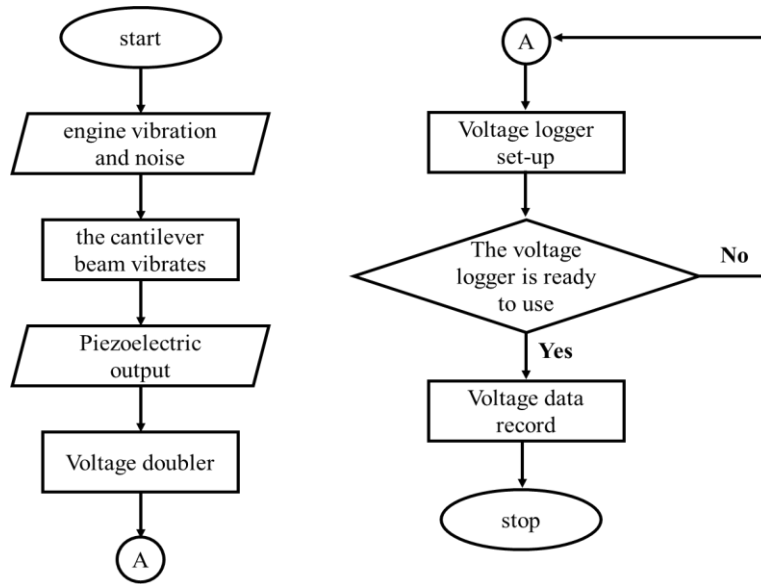 start
engine vibration
and noise
the cantilever
beam vibrates
Piezoelectric
output
Voltage doubler
A
A
Voltage logger
set-up
The voltage
logger is ready
to use
No
Yes
Voltage data
record
stop